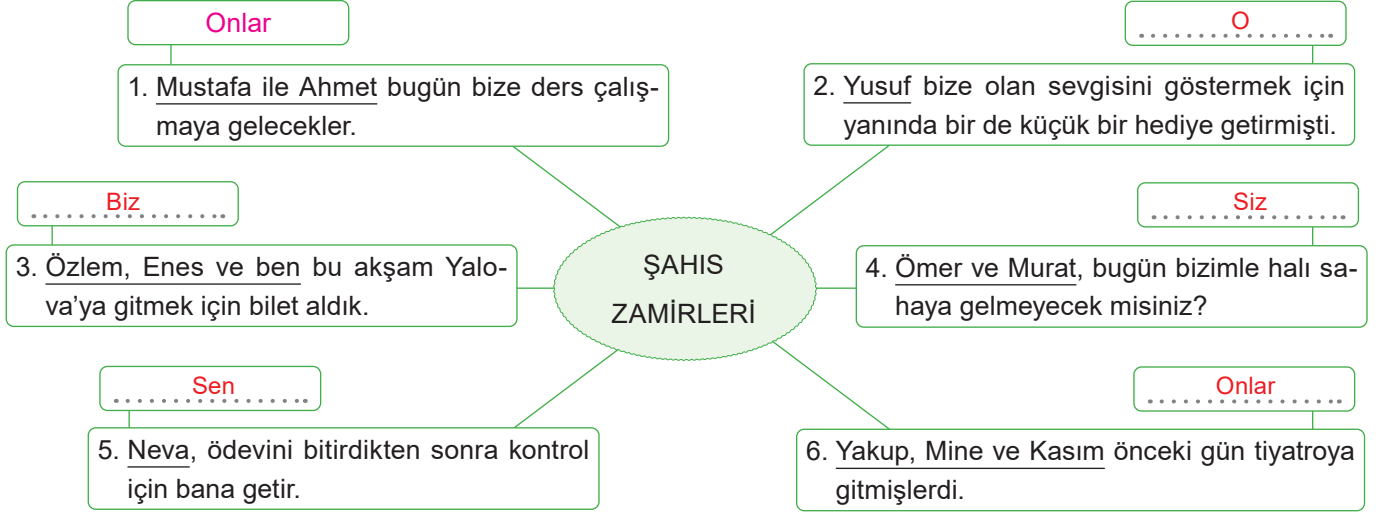 Onlar
1. Mustafa ile Ahmet bugün bize ders çalış-
maya gelecekler.
O
2. Yusuf bize olan sevgisini göstermek için
yanında bir de küçük bir hediye getirmişti.
Biz
3. Özlem, Enes ve ben bu akşam Yalo-
va’ya gitmek için bilet aldık.
ŞAHIS
ZAMİRLERİ
Siz
4. Ömer ve Murat, bugün bizimle halı sa-
haya gelmeyecek misiniz?
Sen
5. Neva, ödevini bitirdikten sonra kontrol
için bana getir.
Onlar
6. Yakup, Mine ve Kasım önceki gün tiyatroya
gitmişlerdi.